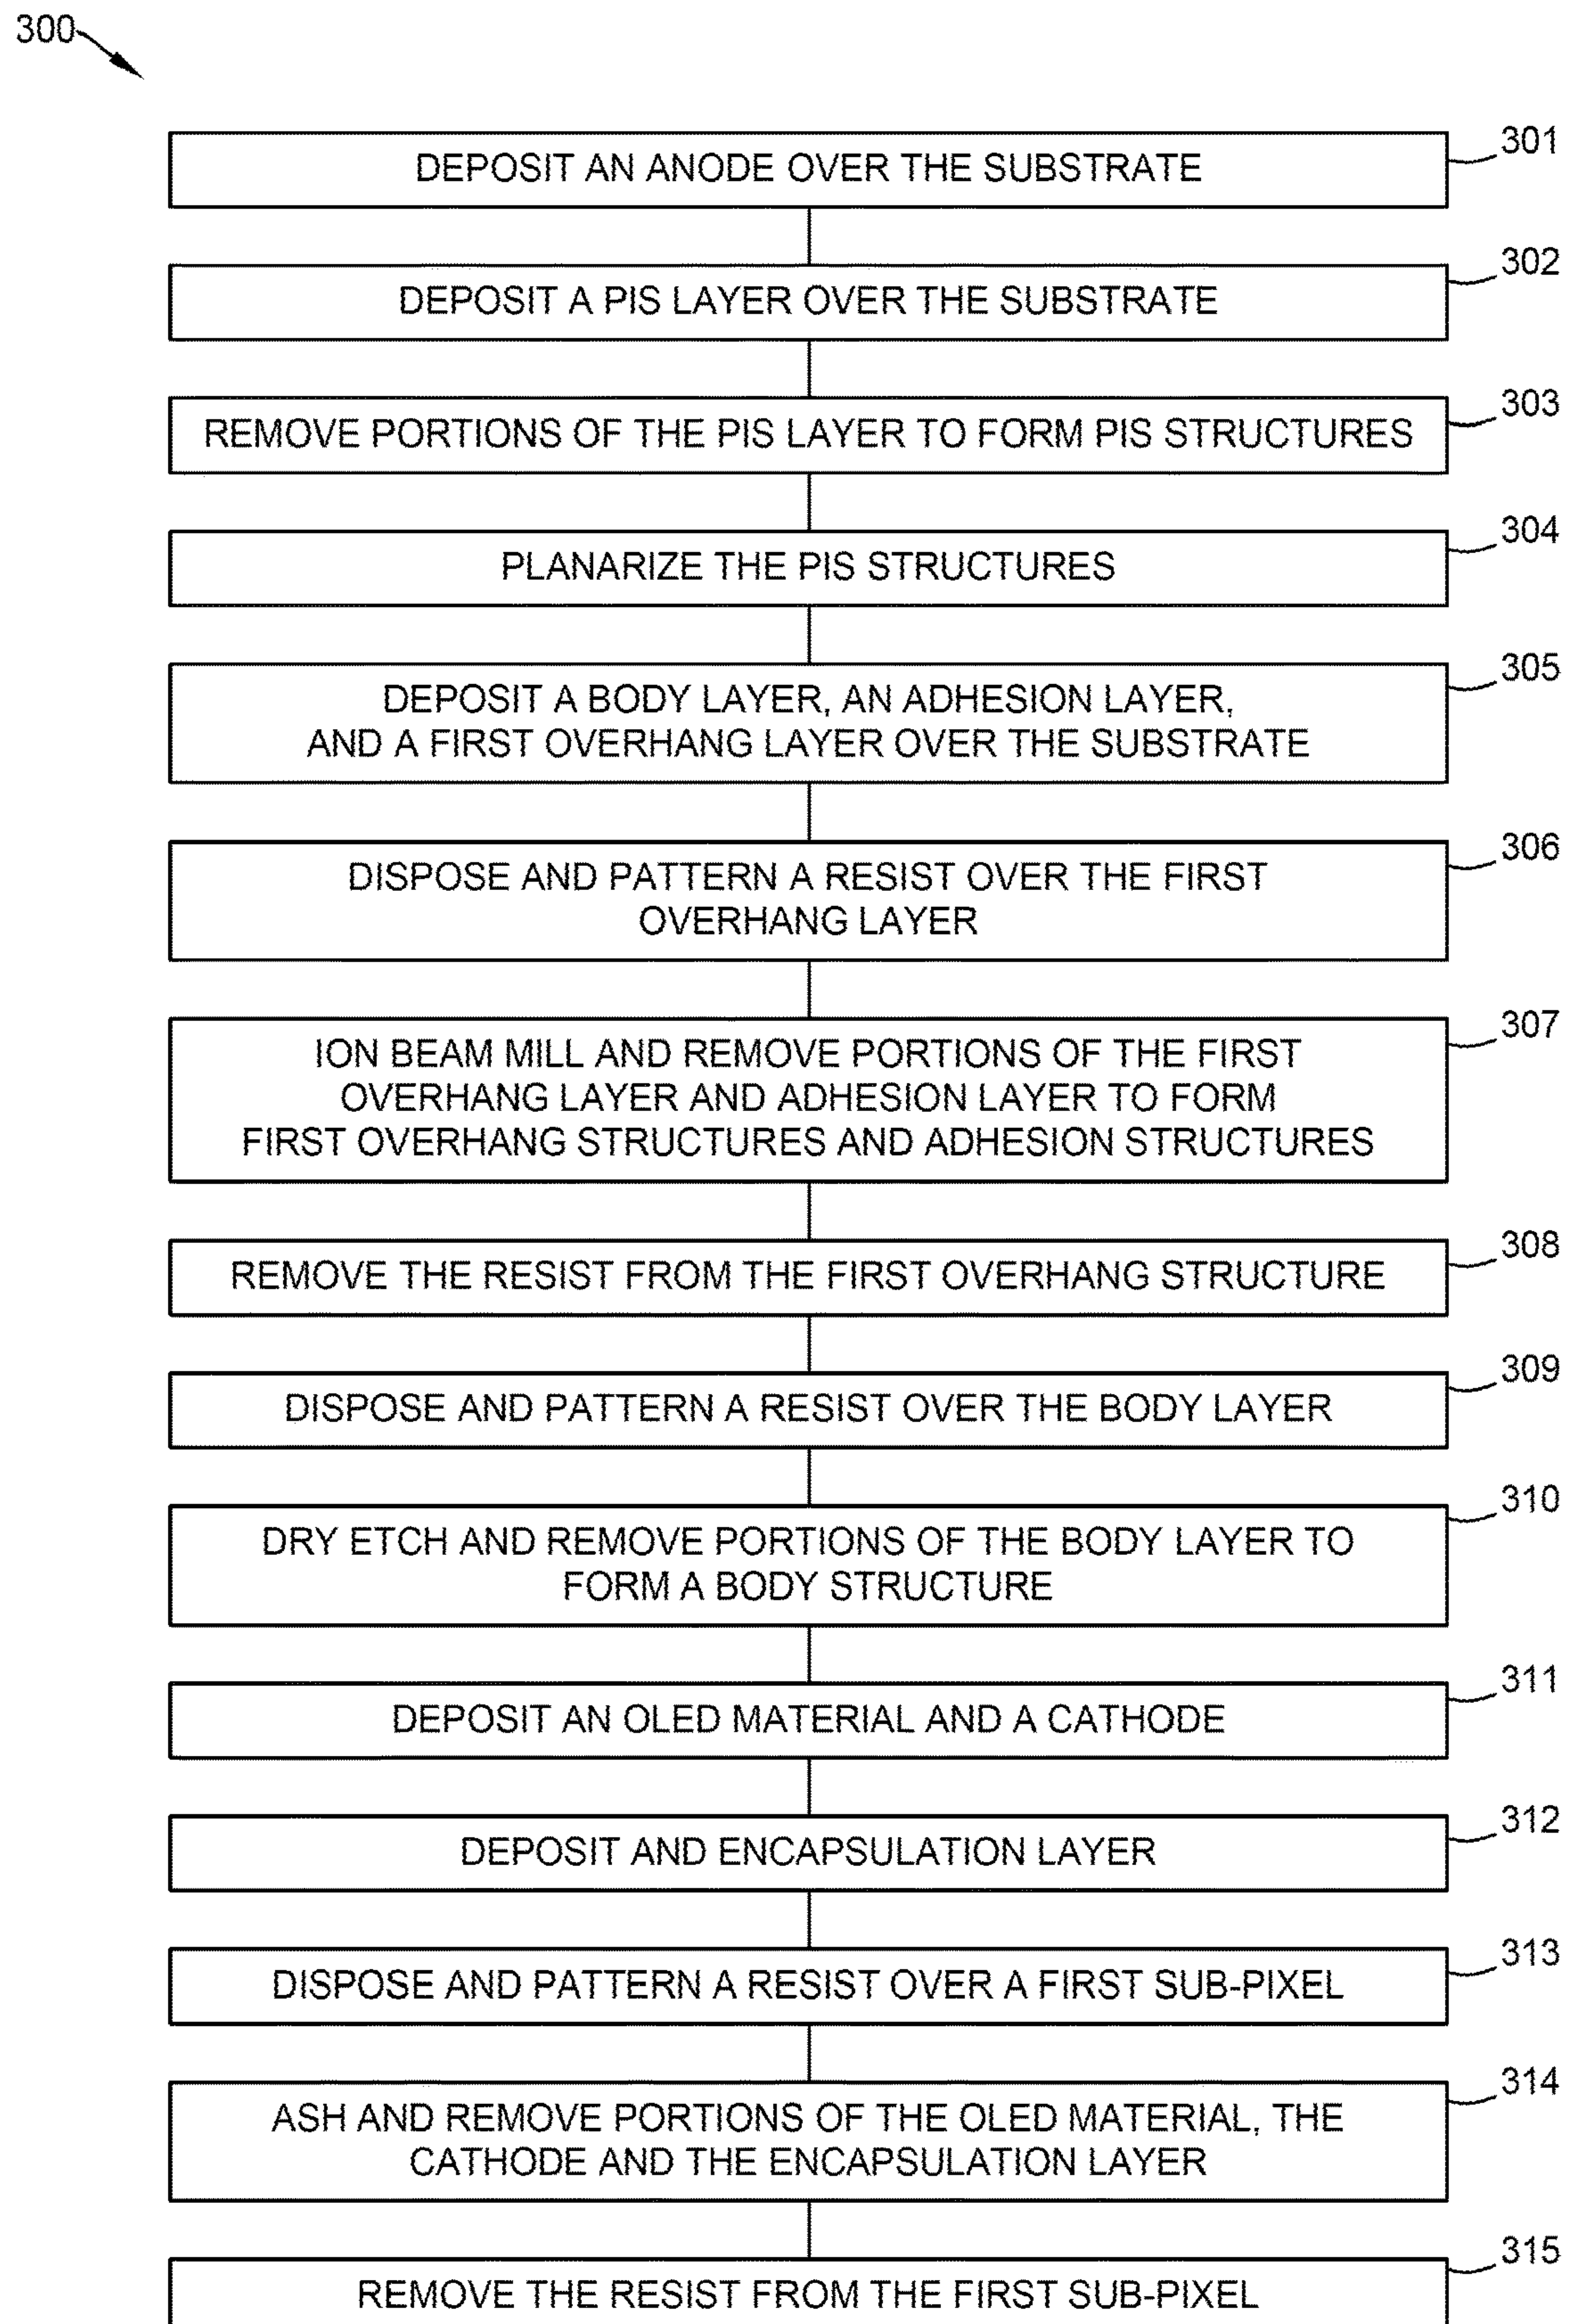 300
301
DEPOSIT AN ANODE OVER THE SUBSTRATE
302
DEPOSIT A PIS LAYER OVER THE SUBSTRATE
303
REMOVE PORTIONS OF THE PIS LAYER TO FORM PIS STRUCTURES
304
PLANARIZE THE PIS STRUCTURES
305
DEPOSIT A BODY LAYER, AN ADHESION LAYER,
AND A FIRST OVERHANG LAYER OVER THE SUBSTRATE
306
DISPOSE AND PATTERN A RESIST OVER THE FIRST
OVERHANG LAYER
307
ION BEAM MILL AND REMOVE PORTIONS OF THE FIRST
OVERHANG LAYER AND ADHESION LAYER TO FORM
FIRST OVERHANG STRUCTURES AND ADHESION STRUCTURES
308
REMOVE THE RESIST FROM THE FIRST OVERHANG STRUCTURE
309
DISPOSE AND PATTERN A RESIST OVER THE BODY LAYER
310
DRY ETCH AND REMOVE PORTIONS OF THE BODY LAYER TO
FORM A BODY STRUCTURE
311
DEPOSIT AN OLED MATERIAL AND A CATHODE
312
DEPOSIT AND ENCAPSULATION LAYER
313
DISPOSE AND PATTERN A RESIST OVER A FIRST SUB-PIXEL
314
ASH AND REMOVE PORTIONS OF THE OLED MATERIAL, THE
CATHODE AND THE ENCAPSULATION LAYER
315
REMOVE THE RESIST FROM THE FIRST SUB-PIXEL